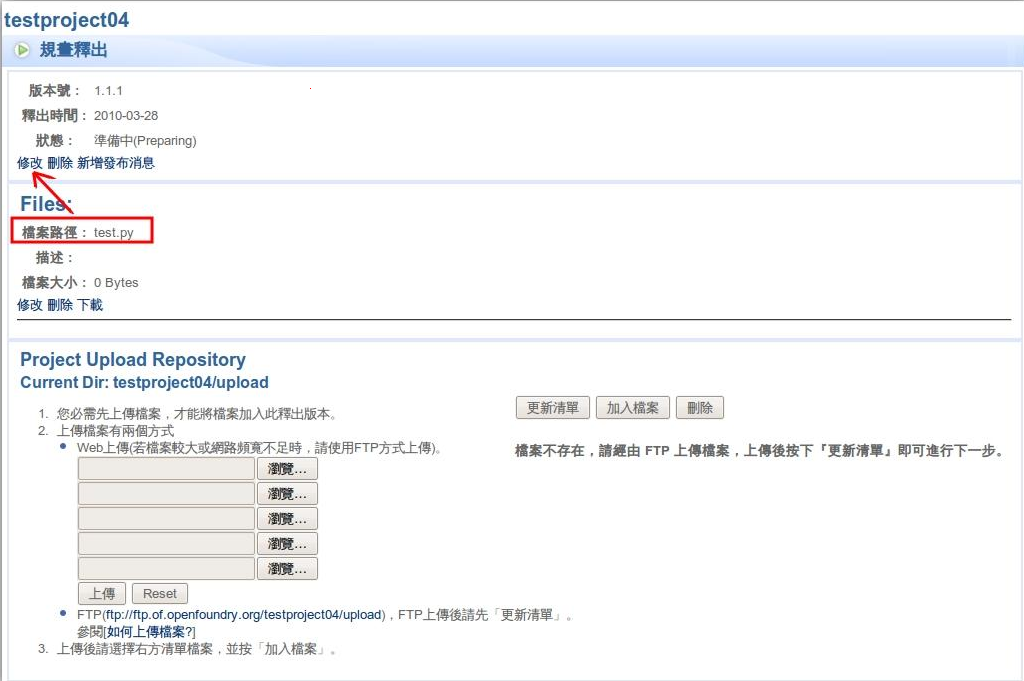 testproject04
規畫釋出
版本號： 1.1.1
釋出時間： 2010-03-28
狀態： 準備中(Preparing)
修改 刪除 新增發布消息
Files:
檔案路徑： test.py
描述：
檔案大小： 0 Bytes
修改 刪除 下載
Project Upload Repository
Current Dir: testproject04/upload
1. 您必需先上傳檔案，才能將檔案加入此釋出版本。
2. 上傳檔案有兩個方式
Web上傳(若檔案較大或網路頻寬不足時，請使用FTP方式上傳)。
瀏覽...
瀏覽...
瀏覽...
瀏覽...
瀏覽...
上傳 Reset
FTP(ftp://ftp.of.openfoundry.org/testproject04/upload)，FTP上傳後請先「更新清單」。
參閱[如何上傳檔案?]
3. 上傳後請選擇右方清單檔案，並按「加入檔案」。
更新清單 加入檔案 刪除
檔案不存在，請經由 FTP 上傳檔案，上傳後按下『更新清單』即可進行下一步。